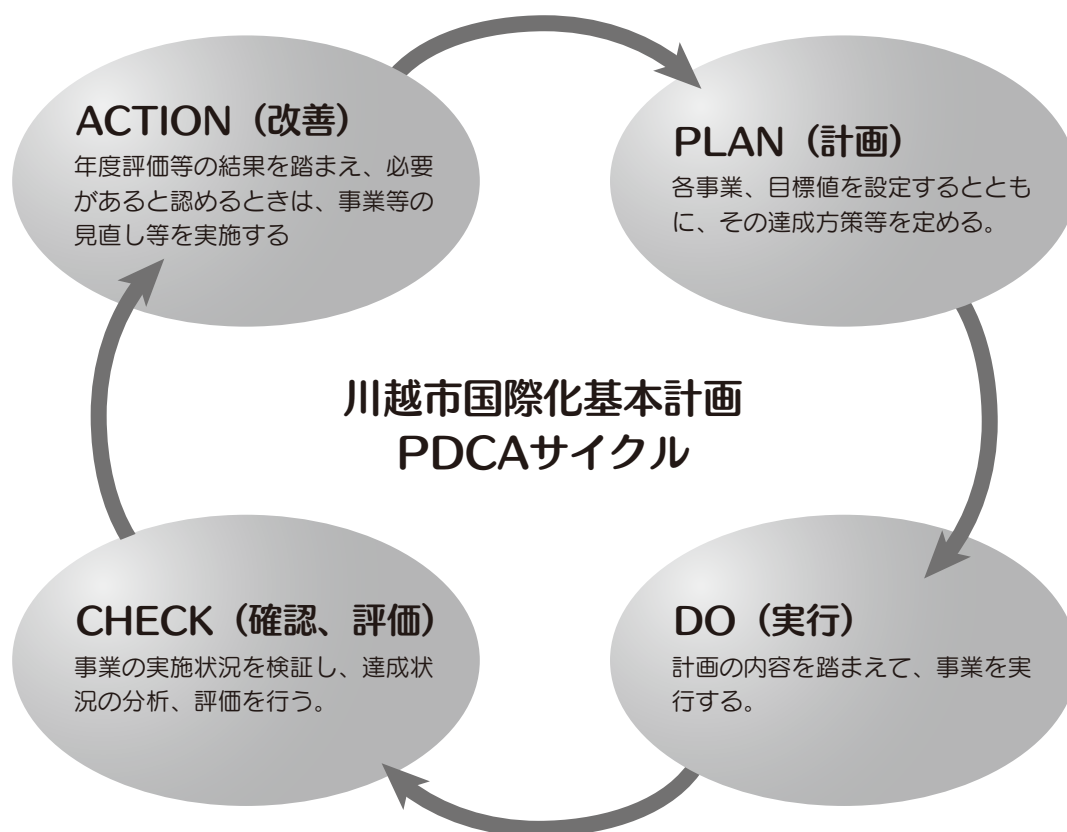 ACTION（改善）
年度評価等の結果を踏まえ、必要
があると認めるときは、事業等の
見直し等を実施する
PLAN（計画）
各事業、目標値を設定するととも
に、その達成方策等を定める。
川越市国際化基本計画
PDCAサイクル
CHECK（確認、評価）
事業の実施状況を検証し、達成状
況の分析、評価を行う。
DO（実行）
計画の内容を踏まえて、事業を実
行する。